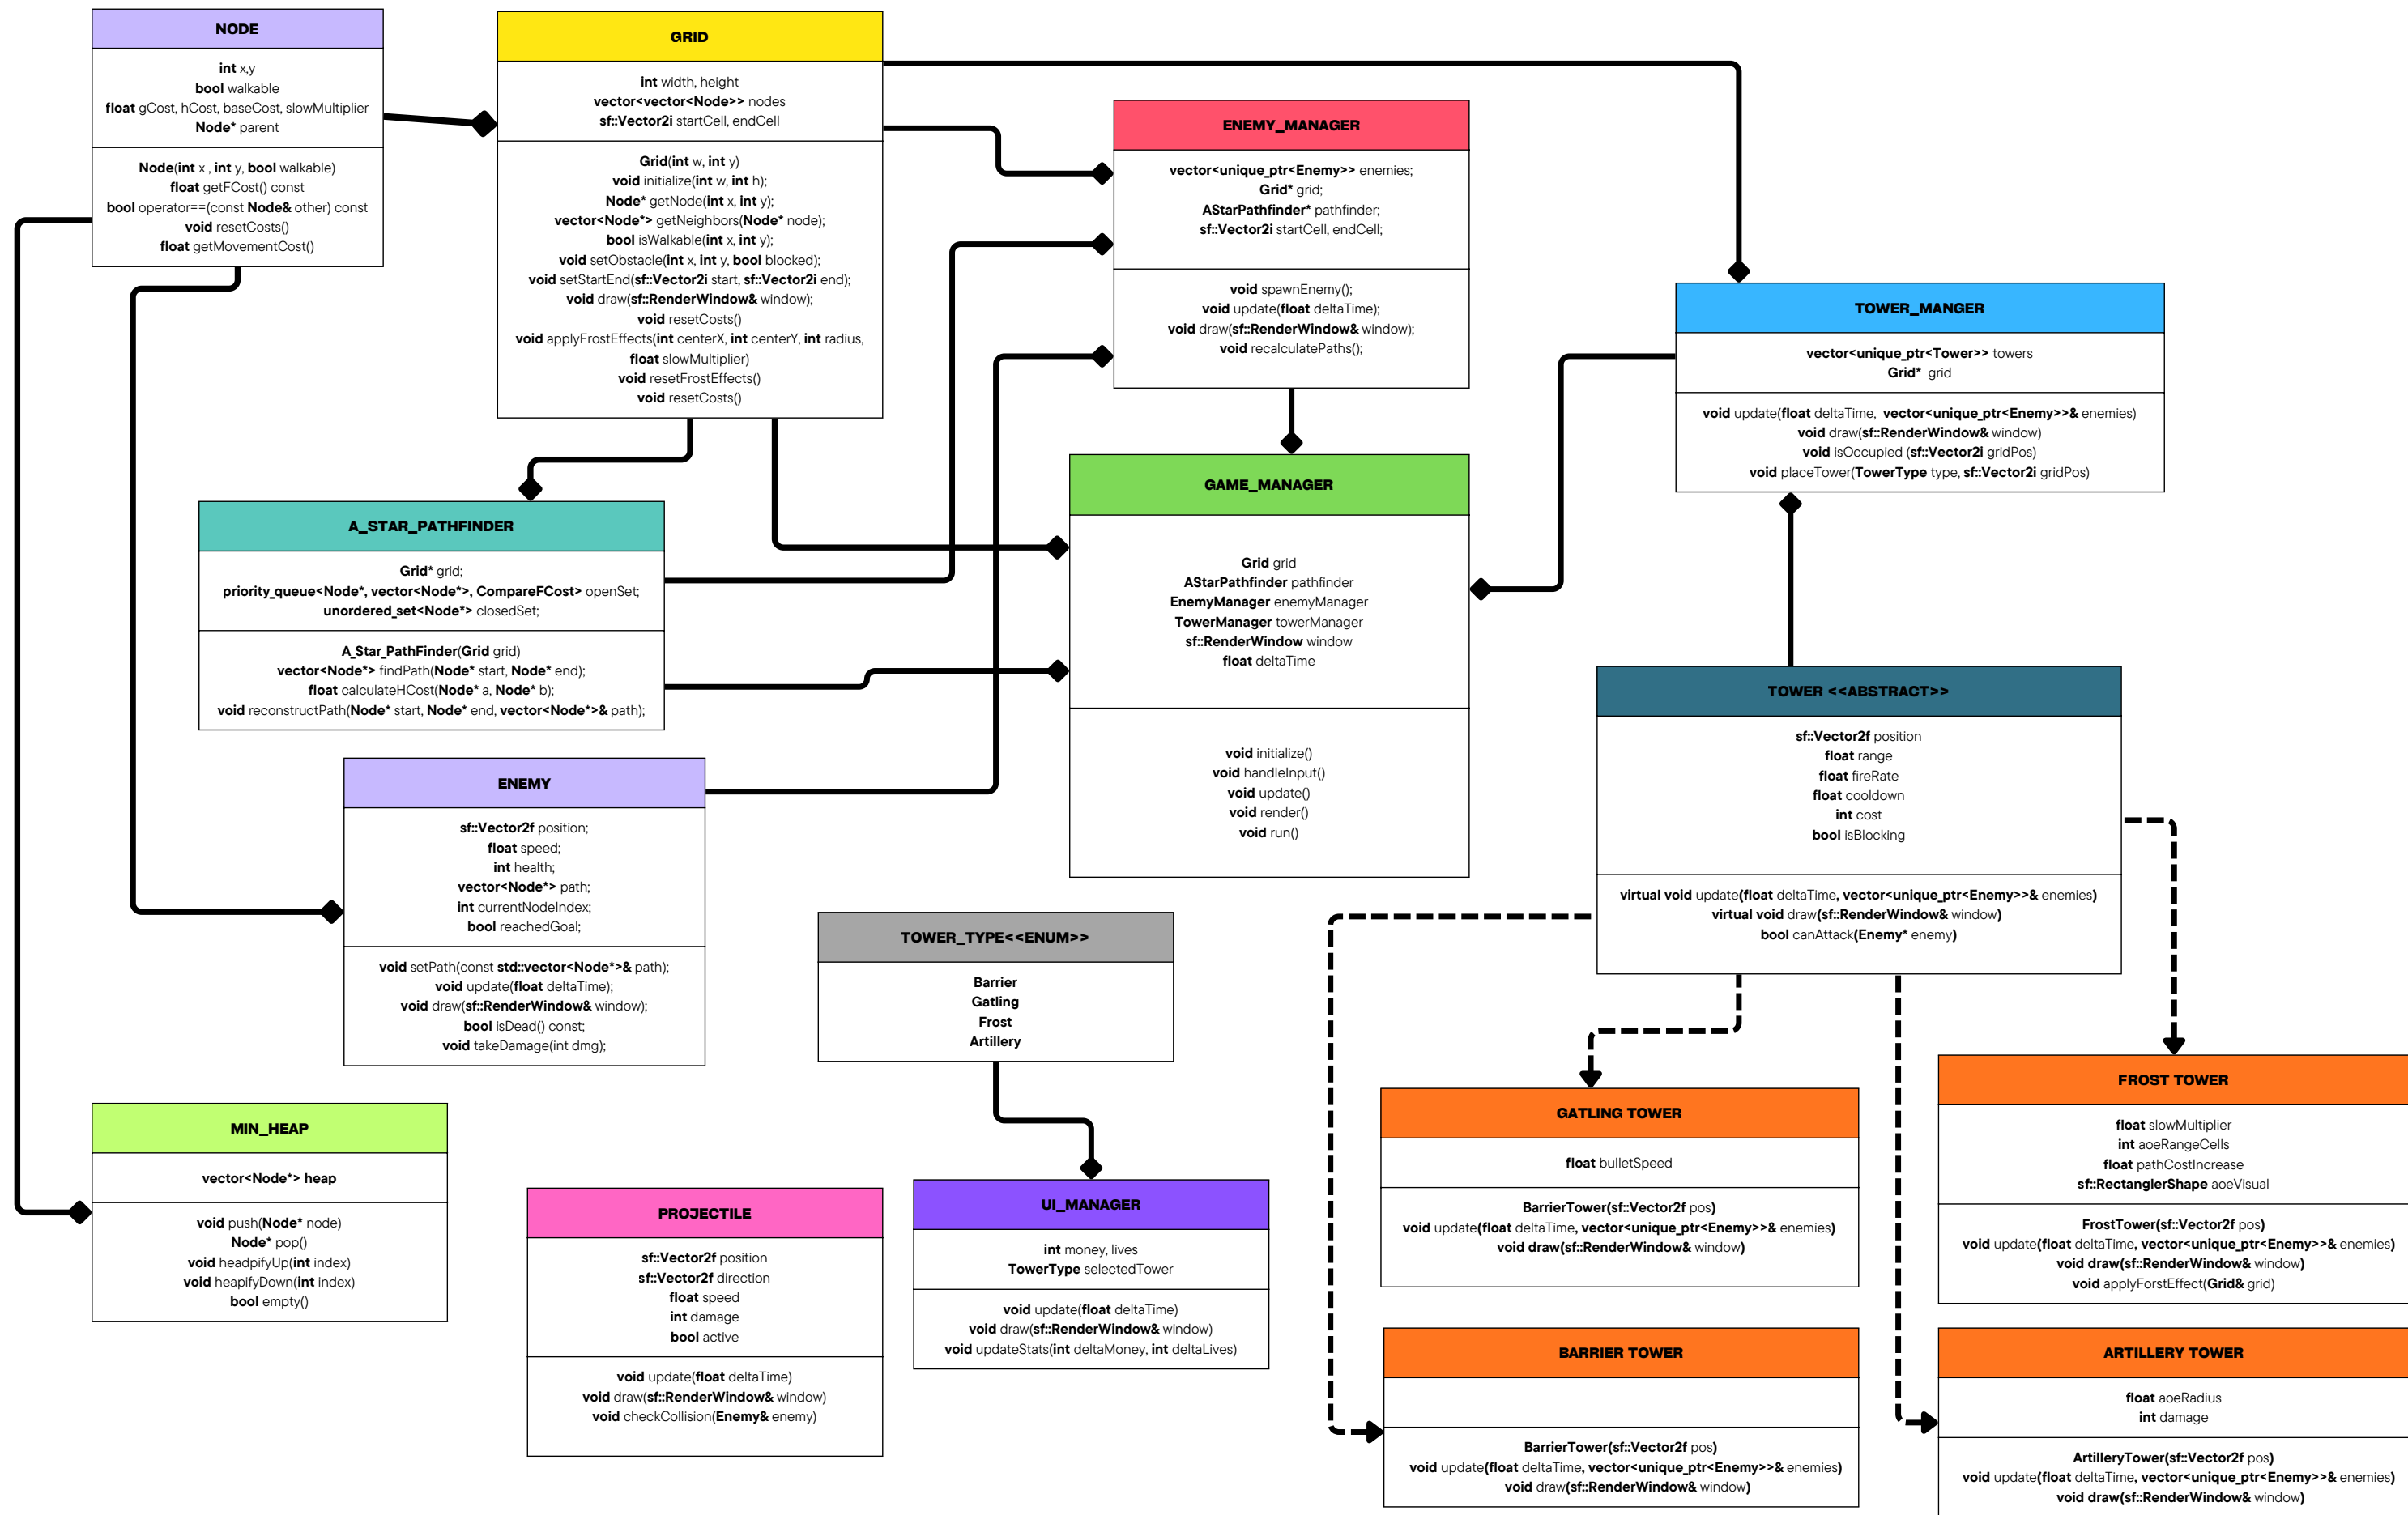 NODE
int x,y
bool walkable
float gCost, hCost, baseCost, slowMultiplier
Node* parent
Node(int x , int y, bool walkable)
float getFCost() const
bool operator==(const Node& other) const
void resetCosts()
float getMovementCost()
GRID
int width, height
vector<vector<Node>> nodes
sf::Vector2i startCell, endCell
Grid(int w, int y)
void initialize(int w, int h);
Node* getNode(int x, int y);
vector<Node*> getNeighbors(Node* node);
bool isWalkable(int x, int y);
void setObstacle(int x, int y, bool blocked);
void setStartEnd(sf::Vector2i start, sf::Vector2i end);
void draw(sf::RenderWindow& window);
void resetCosts()
void applyFrostEffects(int centerX, int centerY, int radius,
float slowMultiplier)
void resetFrostEffects()
void resetCosts()
ENEMY_MANAGER
vector<unique_ptr<Enemy>> enemies;
Grid* grid;
AStarPathfinder* pathfinder;
sf::Vector2i startCell, endCell;
void spawnEnemy();
void update(float deltaTime);
void draw(sf::RenderWindow& window);
void recalculatePaths();
TOWER_MANGER
vector<unique_ptr<Tower>> towers
Grid* grid
void update(float deltaTime, vector<unique_ptr<Enemy>>& enemies)
void draw(sf::RenderWindow& window)
void isOccupied (sf::Vector2i gridPos)
void placeTower(TowerType type, sf::Vector2i gridPos)
A_STAR_PATHFINDER
Grid* grid;
priority_queue<Node*, vector<Node*>, CompareFCost> openSet;
unordered_set<Node*> closedSet;
A_Star_PathFinder(Grid grid)
vector<Node*> findPath(Node* start, Node* end);
float calculateHCost(Node* a, Node* b);
void reconstructPath(Node* start, Node* end, vector<Node*>& path);
GAME_MANAGER
Grid grid
AStarPathfinder pathfinder
EnemyManager enemyManager
TowerManager towerManager
sf::RenderWindow window
float deltaTime
void initialize()
void handleInput()
void update()
void render()
void run()
TOWER <<ABSTRACT>>
sf::Vector2f position
float range
float fireRate
float cooldown
int cost
bool isBlocking
virtual void update(float deltaTime, vector<unique_ptr<Enemy>>& enemies)
virtual void draw(sf::RenderWindow& window)
bool canAttack(Enemy* enemy)
ENEMY
sf::Vector2f position;
float speed;
int health;
vector<Node*> path;
int currentNodeIndex;
bool reachedGoal;
void setPath(const std::vector<Node*>& path);
void update(float deltaTime);
void draw(sf::RenderWindow& window);
bool isDead() const;
void takeDamage(int dmg);
TOWER_TYPE<<ENUM>>
Barrier
Gatling
Frost
Artillery
MIN_HEAP
vector<Node*> heap
void push(Node* node)
Node* pop()
void headpifyUp(int index)
void heapifyDown(int index)
bool empty()
PROJECTILE
sf::Vector2f position
sf::Vector2f direction
float speed
int damage
bool active
void update(float deltaTime)
void draw(sf::RenderWindow& window)
void checkCollision(Enemy& enemy)
UI_MANAGER
int money, lives
TowerType selectedTower
void update(float deltaTime)
void draw(sf::RenderWindow& window)
void updateStats(int deltaMoney, int deltaLives)
GATLING TOWER
float bulletSpeed
BarrierTower(sf::Vector2f pos)
void update(float deltaTime, vector<unique_ptr<Enemy>>& enemies)
void draw(sf::RenderWindow& window)
FROST TOWER
float slowMultiplier
int aoeRangeCells
float pathCostIncrease
sf::RectanglerShape aoeVisual
FrostTower(sf::Vector2f pos)
void update(float deltaTime, vector<unique_ptr<Enemy>>& enemies)
void draw(sf::RenderWindow& window)
void applyForstEffect(Grid& grid)
BARRIER TOWER
BarrierTower(sf::Vector2f pos)
void update(float deltaTime, vector<unique_ptr<Enemy>>& enemies)
void draw(sf::RenderWindow& window)
ARTILLERY TOWER
float aoeRadius
int damage
ArtilleryTower(sf::Vector2f pos)
void update(float deltaTime, vector<unique_ptr<Enemy>>& enemies)
void draw(sf::RenderWindow& window)